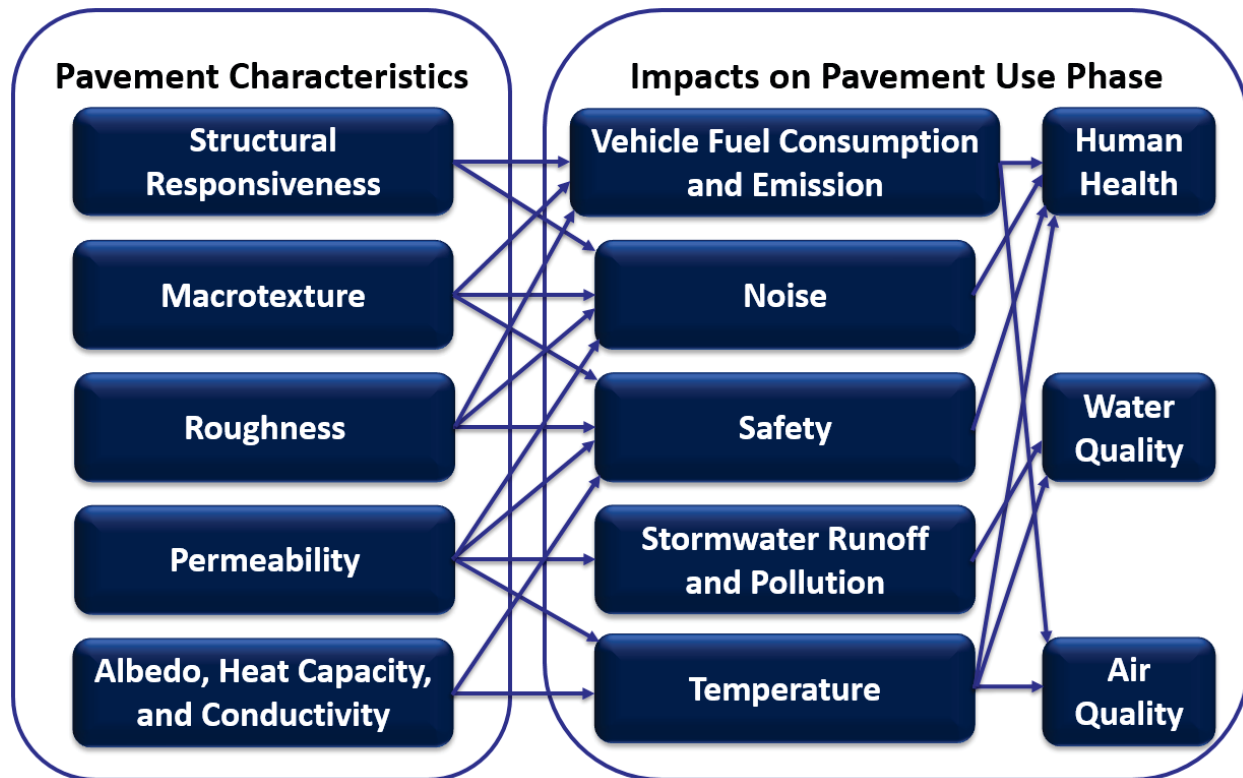 Pavement Characteristics
Structural
Responsiveness
Macrotexture
Roughness
Permeability
Albedo, Heat Capacity,
and Conductivity
Impacts on Pavement Use Phase
Vehicle Fuel Consumption
and Emission
Noise
Safety
Stormwater Runoff
and Pollution
Temperature
Human
Health
Water
Quality
Air
Quality